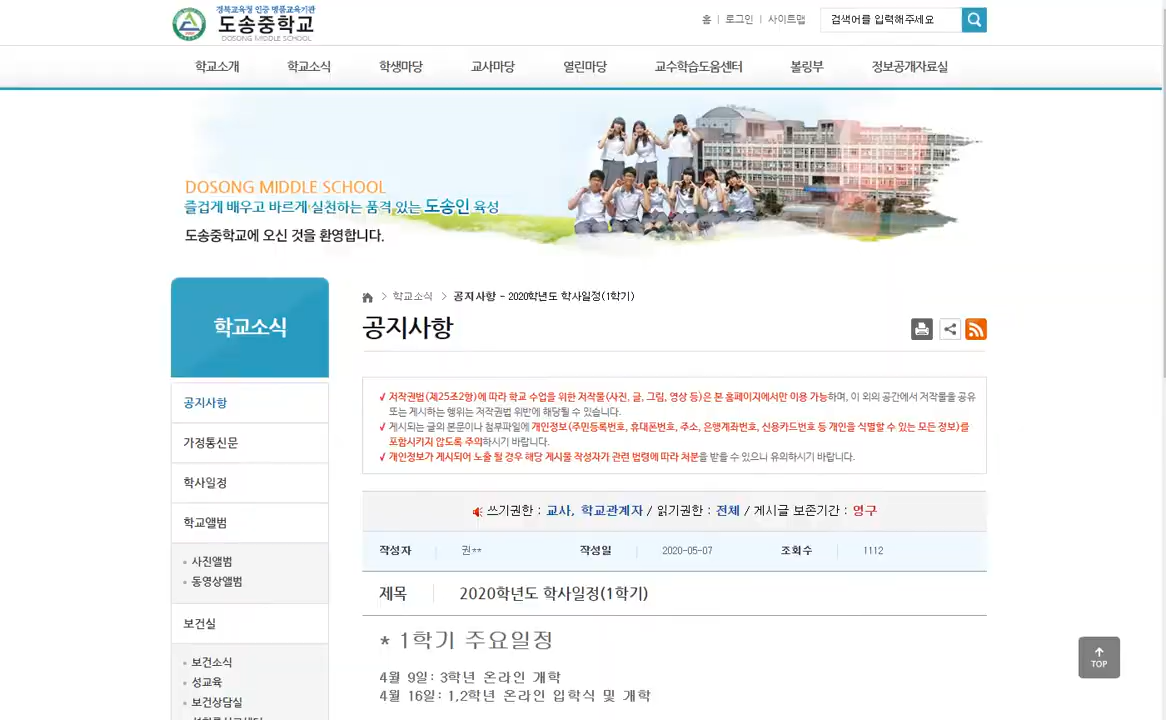 경북교육청 인증 명품교육기관
도송중학교
DOSONG MIDDLE SCHOOL
홈 | 로그인 | 사이트맵
검색어를 입력해주세요
학교소개 학교소식 학생마당 교사마당 열린마당 교수학습도움센터 볼링부 정보공개자료실
DOSONG MIDDLE SCHOOL
즐겁게 배우고 바르게 실천하는 품격 있는 도송인 육성
도송중학교에 오신 것을 환영합니다.
학교소식
공지사항
가정통신문
학사일정
학교앨범
사진앨범
동영상앨범
보건실
보건소식
성교육
보건상담실
> 학교소식 > 공지사항 - 2020학년도 학사일정(1학기)
공지사항
저작권법(제25조2항)에 따라 학교 수업을 위한 저작물(사진, 글, 그림, 영상 등)은 본 홈페이지에서만 이용 가능하며, 이 외의 공간에서 저작물을 공유
또는 게시하는 행위는 저작권법 위반에 해당될 수 있습니다.
게시되는 글의 본문이나 첨부파일에 개인정보(주민등록번호, 휴대폰번호, 주소, 은행계좌번호, 신용카드번호 등 개인을 식별할 수 있는 모든 정보)를
포함시키지 않도록 주의하시기 바랍니다.
개인정보가 게시되어 노출 될 경우 해당 게시물 작성자가 관련 법령에 따라 처분을 받을 수 있으니 유의하시기 바랍니다.
쓰기권한 : 교사, 학교관계자 / 읽기권한 : 전체 / 게시글 보존기간 : 영구
작성자 권** 작성일 2020-05-07 조회수 1112
제목 2020학년도 학사일정(1학기)
* 1학기 주요일정
4월 9일: 3학년 온라인 개학
4월 16일: 1,2학년 온라인 입학식 및 개학
TOP